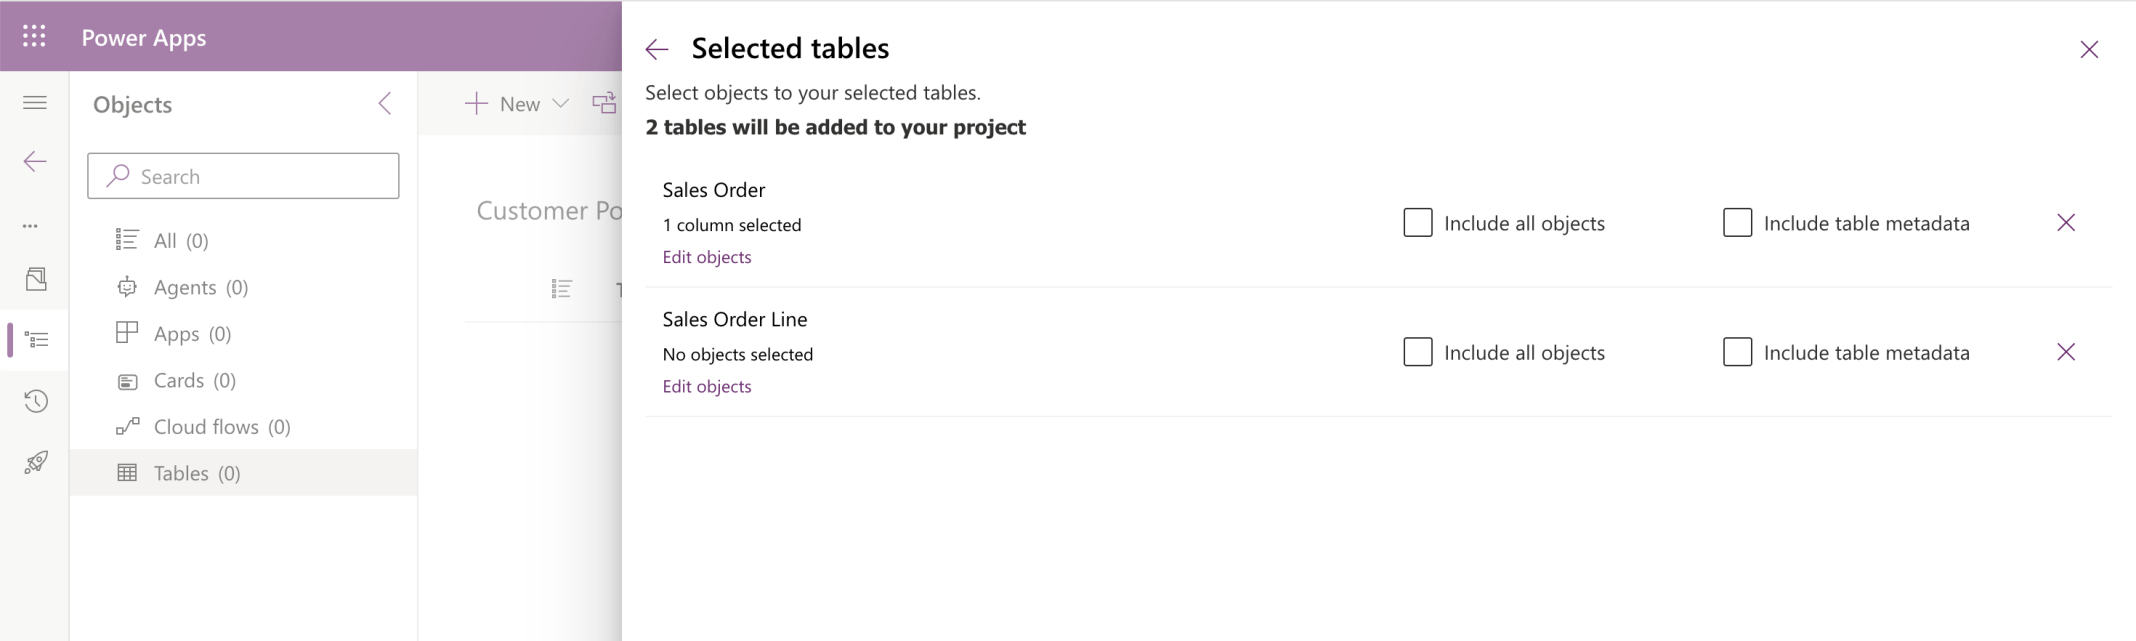 Power Apps
Objects
Search
All (0)
Agents (0)
Apps (0)
Cards (0)
Cloud flows (0)
Tables (0)
New
Customer Po
Selected tables
Select objects to your selected tables.
2 tables will be added to your project
Sales Order
1 column selected
Edit objects
Include all objects
Include table metadata
Sales Order Line
No objects selected
Edit objects
Include all objects
Include table metadata